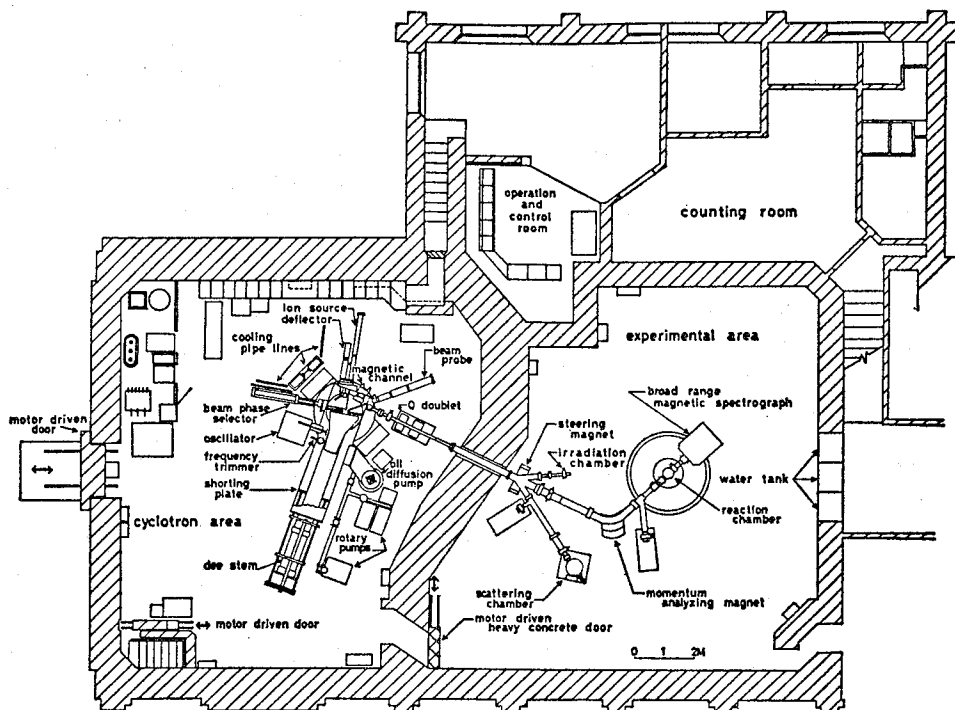 operation
and
control
room
counting room
Ion source
deflector
cooling
pipe lines
magnetic
channel
beam
probe
experimental area
broad range
magnetic spectrograph
beam phase
selector
Q doublet
motor driven
door
oscillator
steering
magnet
irradiation
chamber
frequency
trimmer
oil
diffusion
pump
water tank
shorting
plate
reaction
chamber
cyclotron area
rotary
pumps
dee stem
scattering
chamber
momentum
analyzing magnet
motor driven door
motor driven
heavy concrete door
0 1 2M